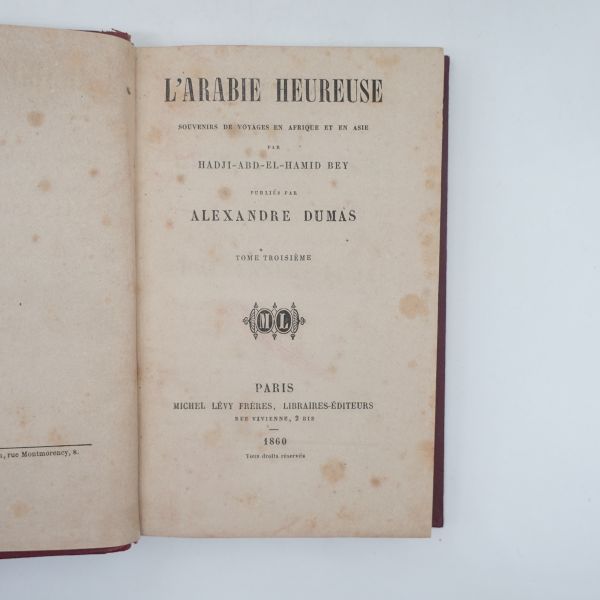 L'ARABIE HEUREUSE
SOUVENIRS DE VOYAGES EN AFRIQUE ET EN ASIE
PAR
HADJI-ABD-EL-HAMID BEY
PUBLIÉS PAR
ALEXANDRE DUMAS
TOME TROISIÈME
ML
PARIS
MICHEL LÉVY FRÈRES, LIBRAIRES-ÉDITEURS
RUE VIVIENNE, 2 BIS
1860
Tous droits réservés
, rue Montmorency, 8.